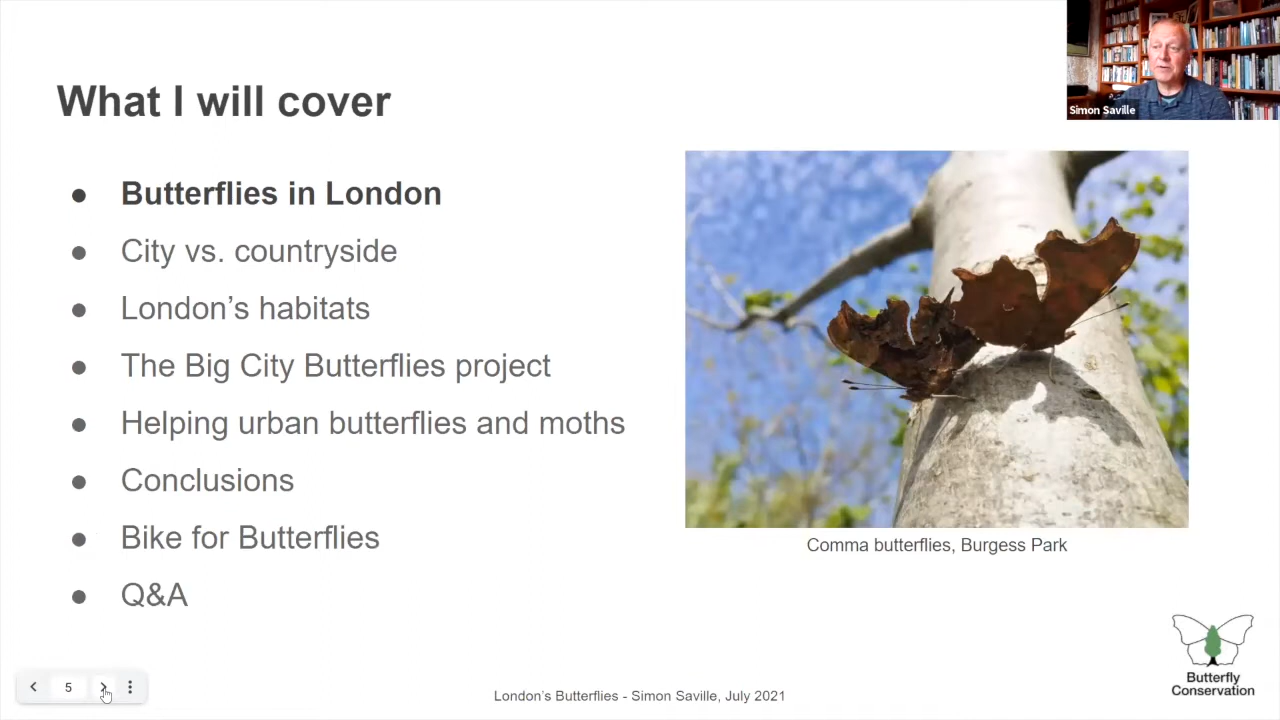 What I will cover
Simon Saville
● Butterflies in London
● City vs. countryside
● London’s habitats
● The Big City Butterflies project
● Helping urban butterflies and moths
● Conclusions
● Bike for Butterflies
● Q&A
Comma butterflies, Burgess Park
Butterfly
Conservation
5
London’s Butterflies - Simon Saville, July 2021